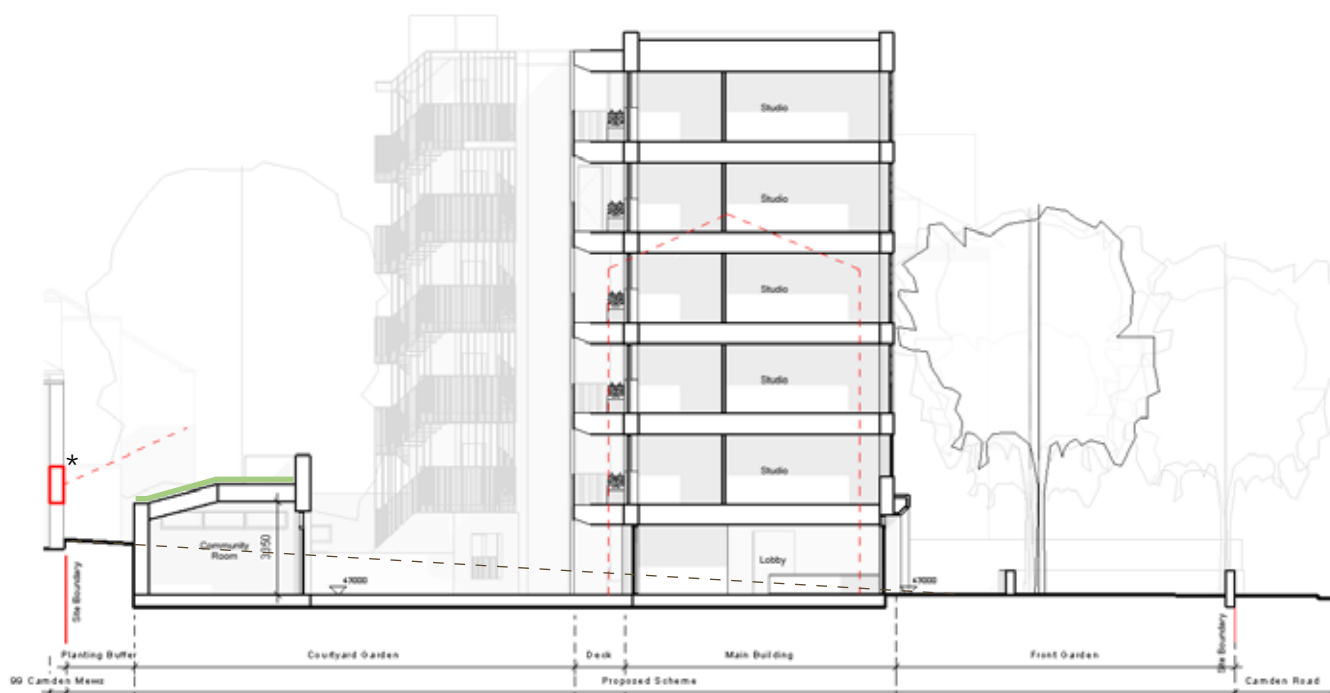 Studio
Studio
Studio
Studio
*
Studio
Community
Room
3050
Lobby
47000
47000
Site Boundary
Site Boundary
Planting Buffer
Courtyard Garden
Deck
Main Building
Front Garden
99 Camden Mews
Proposed Scheme
Camden Road